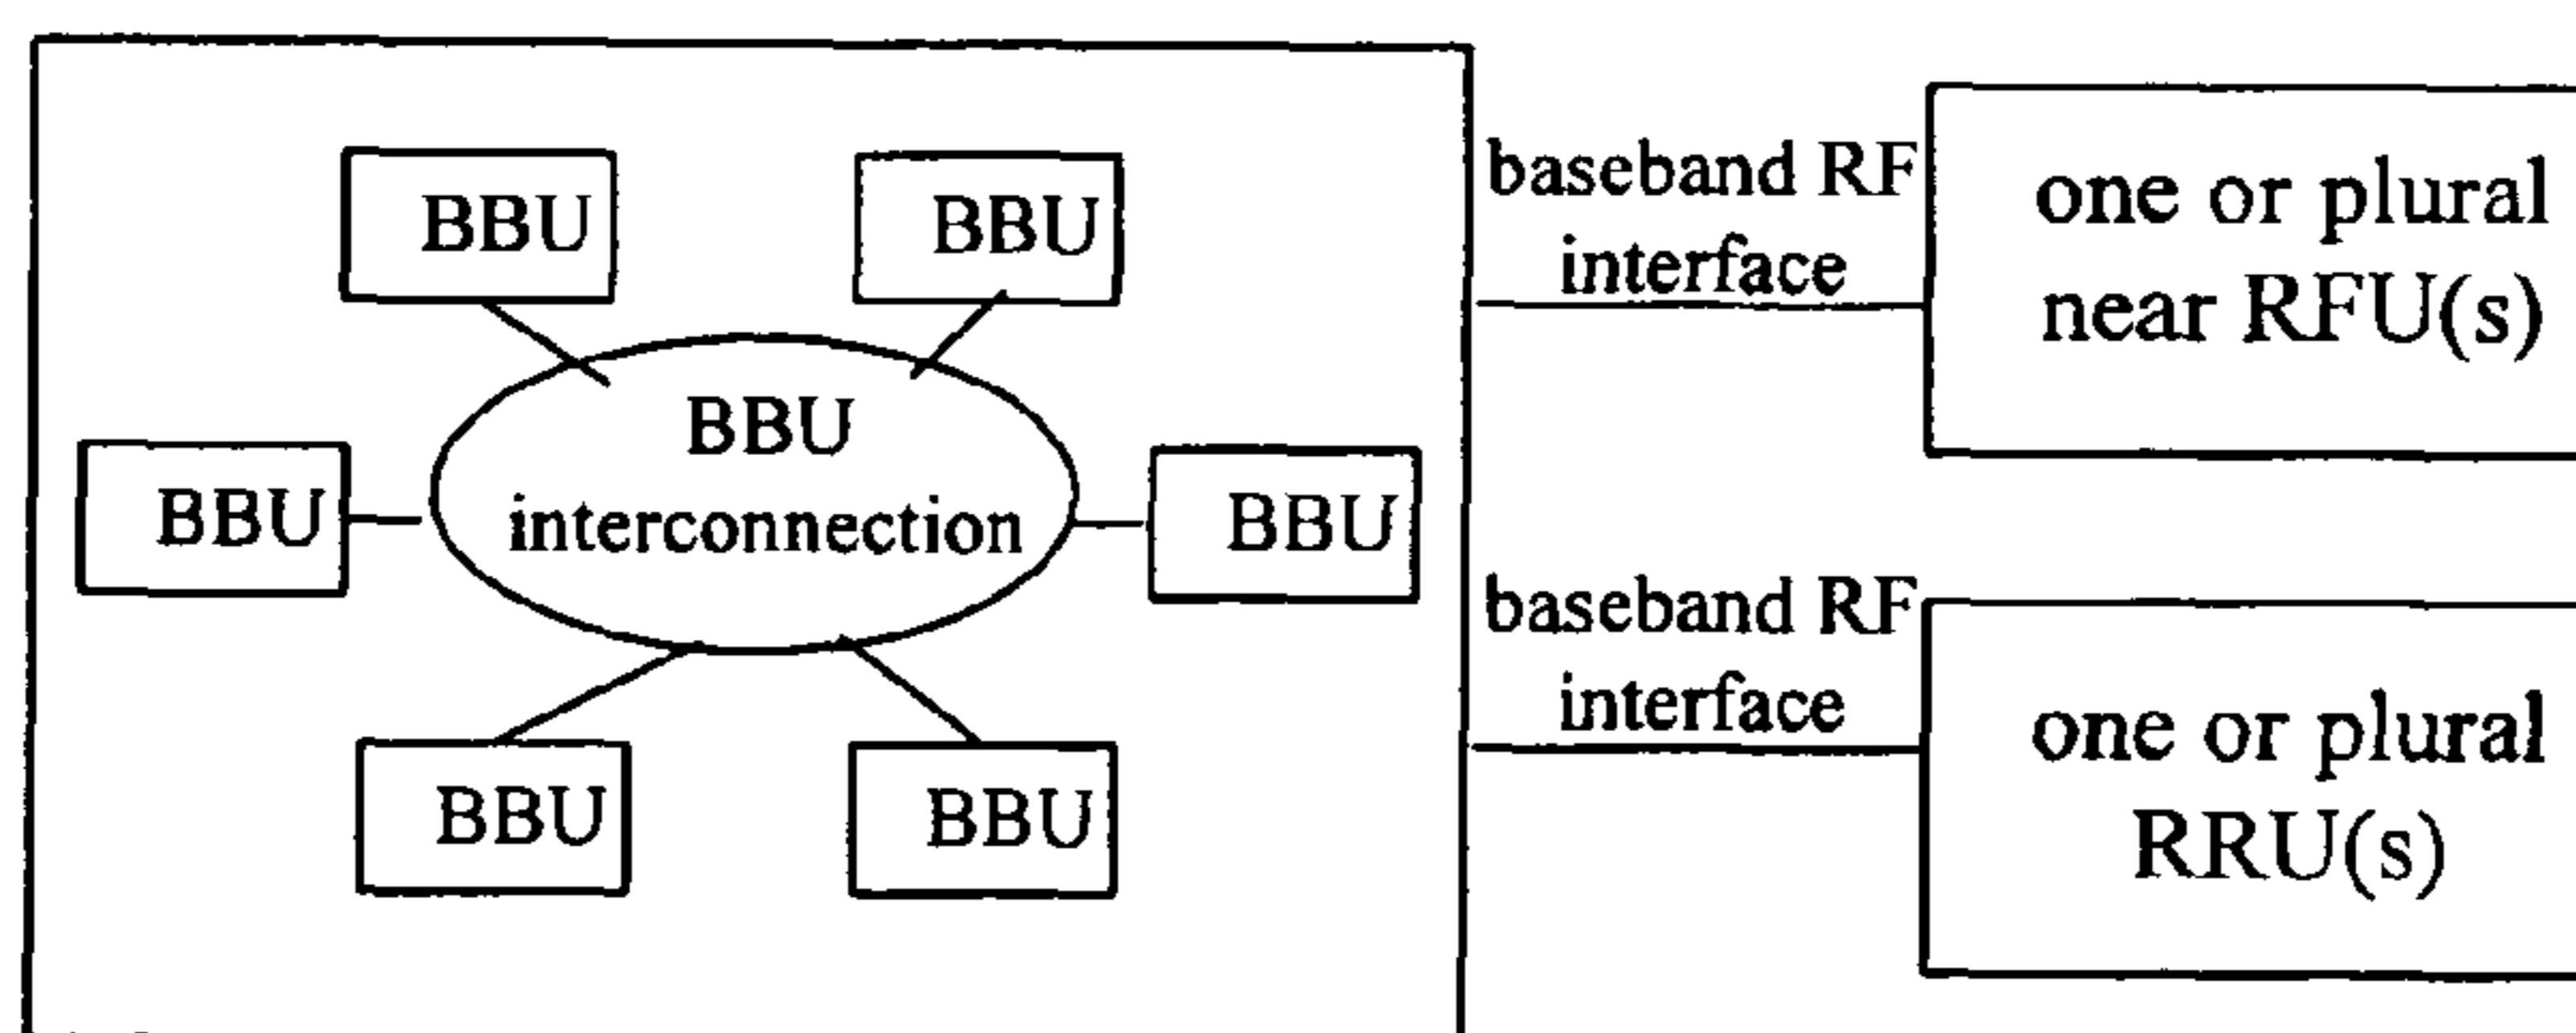 BBU
BBU
BBU
interconnection
BBU
BBU
BBU
BBU
baseband RF
interface
one or plural
near RFU(s)
baseband RF
interface
one or plural
RRU(s)